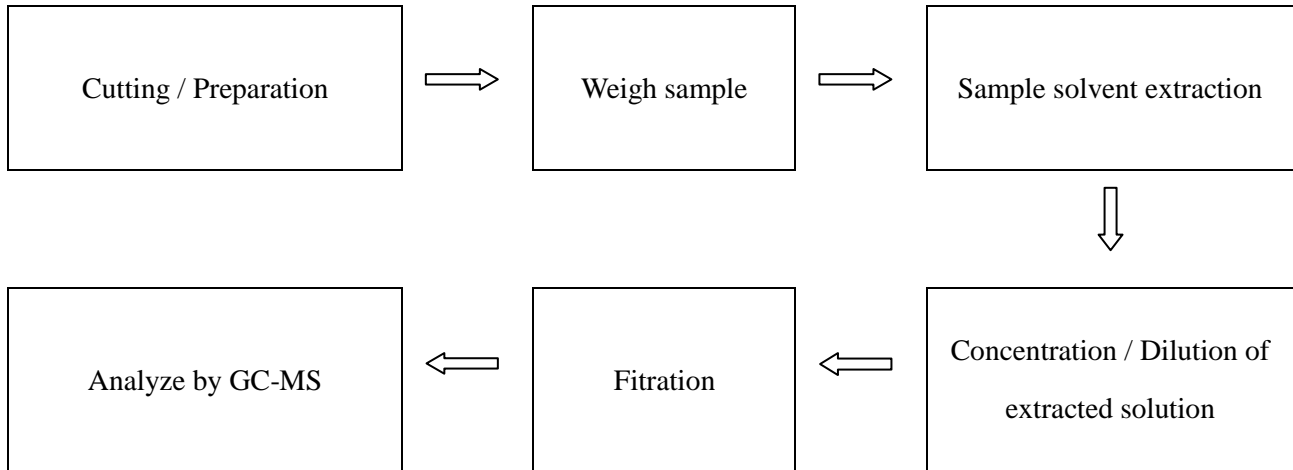 Cutting / Preparation
Weigh sample
Sample solvent extraction
Concentration / Dilution of
extracted solution
Fitration
Analyze by GC-MS